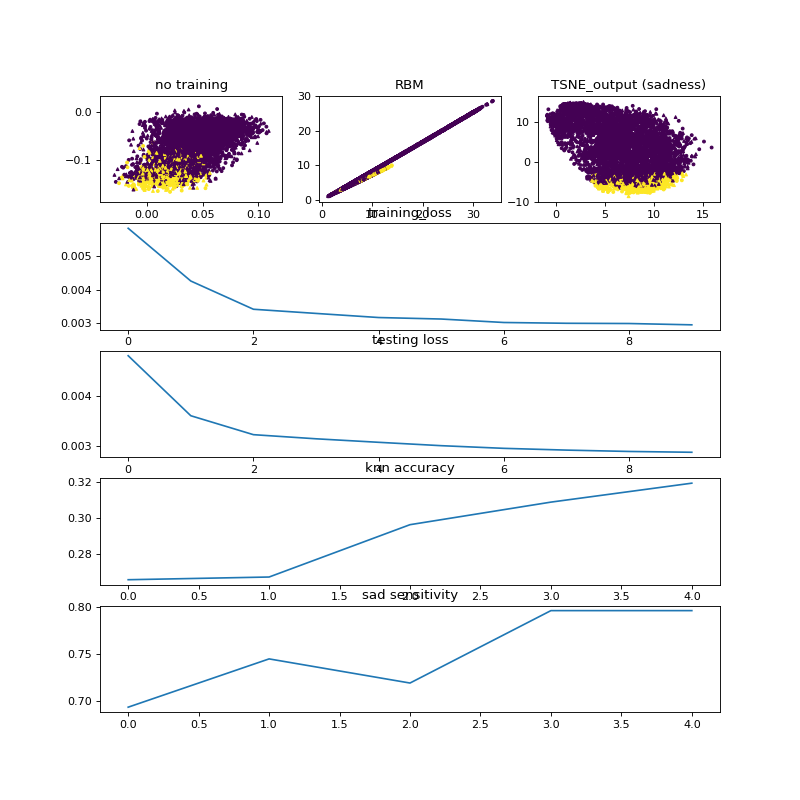 no training RBM TSNE_output (sadness)
0.0
−0.1
0.00 0.05 0.10
30
20
10
0
0 10 20 30
10
0
−10
0 5 10 15
training_loss
0.005
0.004
0.003
0 2 4 6 8
testing loss
0.004
0.003
0 2 4 6 8
knn accuracy
0.32
0.30
0.28
0.0 0.5 1.0 1.5 2.0 2.5 3.0 3.5 4.0
sad sensitivity
0.80
0.75
0.70
0.0 0.5 1.0 1.5 2.0 2.5 3.0 3.5 4.0